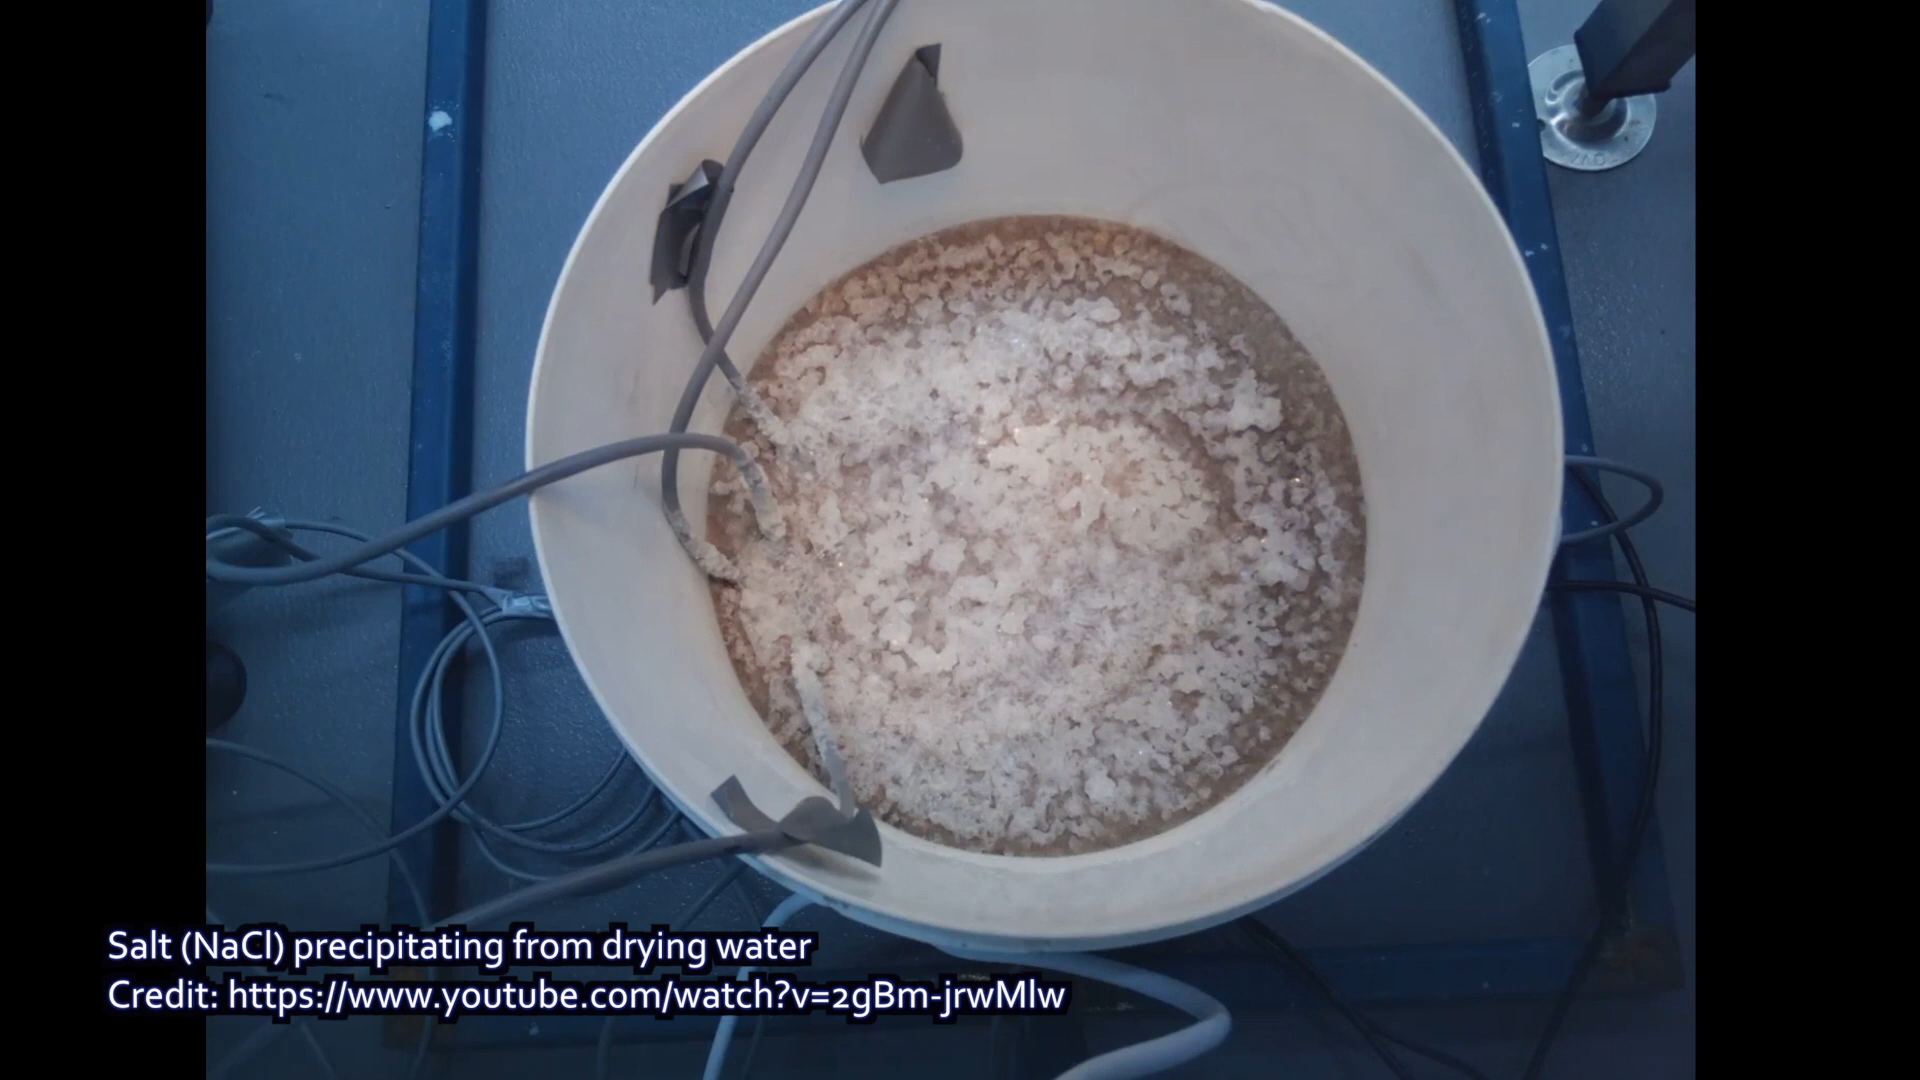 Salt (NaCl) precipitating from drying water
Credit: https://www.youtube.com/watch?v=2gBm-jrwMlw